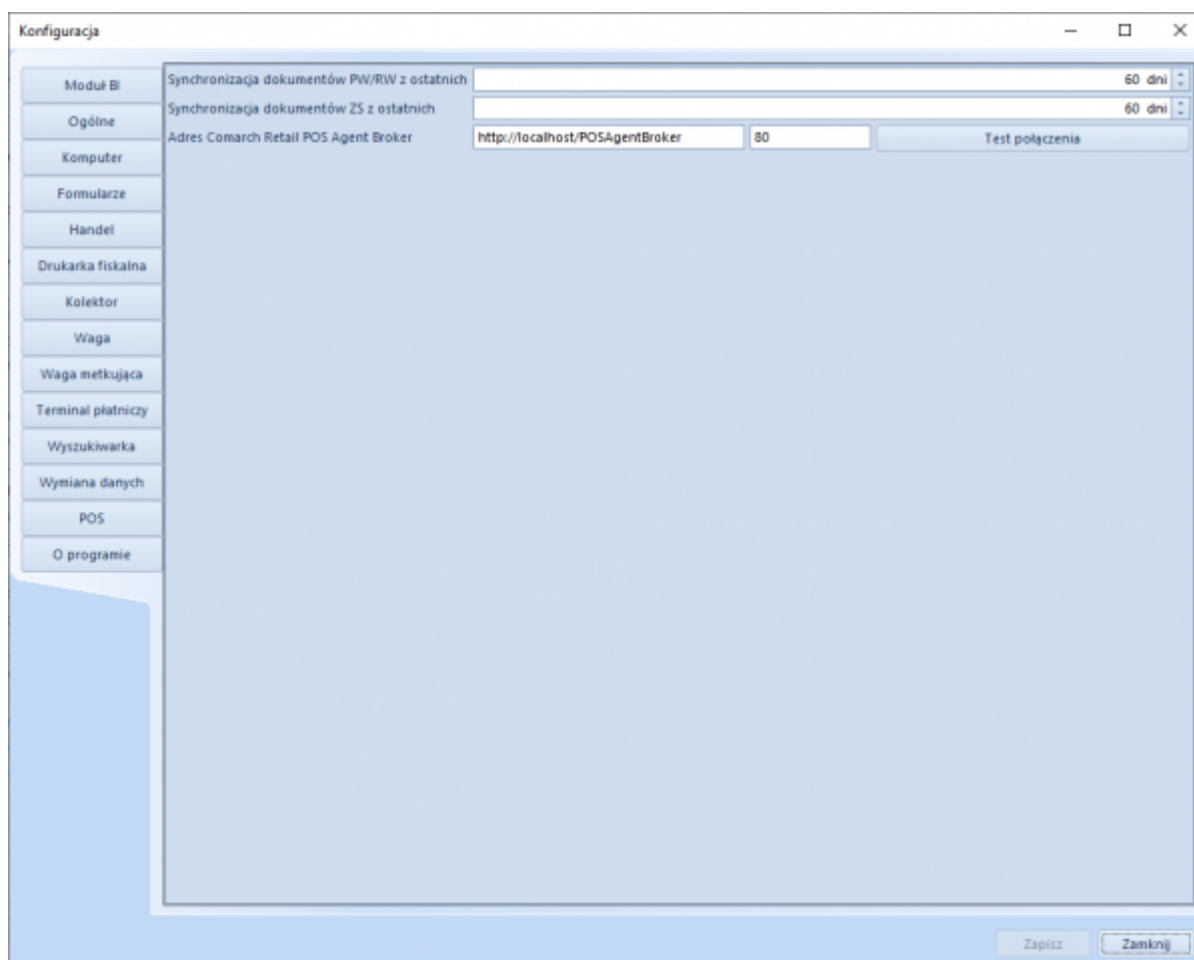 Konfiguracja
Moduł BI
Ogólne
Komputer
Formularze
Handel
Drukarka fiskalna
Kolektor
Waga
Waga metkująca
Terminal płatniczy
Wyszukiwarka
Wymiana danych
POS
O programie
Synchronizacja dokumentów PW/RW z ostatnich 60 dni
Synchronizacja dokumentów ZS z ostatnich 60 dni
Adres Comarch Retail POS Agent Broker http://localhost/POSAgentBroker 80 Test połączenia
Zapisz Zamknij